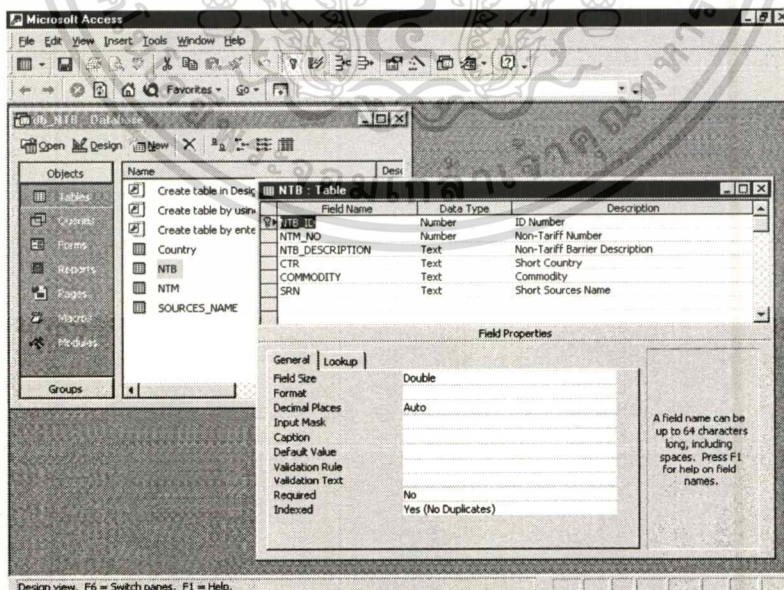 Microsoft Access
File Edit View Insert Tools Window Help
Favorites Go
db_NTB : Database
Open Design New
Objects
Tables
Queries
Forms
Reports
Pages
Macros
Modules
Groups
Name
Create table in Desig
Create table by usin
Create table by ente
Country
NTB
NTM
SOURCES_NAME
NTB : Table
Field Name Data Type Description
NTB_ID Number ID Number
NTM_NO Number Non-Tariff Number
NTB_DESCRIPTION Text Non-Tariff Barrier Description
CTR Text Short Country
COMMODITY Text Commodity
SRN Text Short Sources Name
Field Properties
General Lookup
Field Size Double
Format
Decimal Places Auto
Input Mask
Caption
Default Value
Validation Rule
Validation Text
Required No
Indexed Yes (No Duplicates)
A field name can be
up to 64 characters
long, including
spaces. Press F1
for help on field
names.
Design view. F6 = Switch panes. F1 = Help.